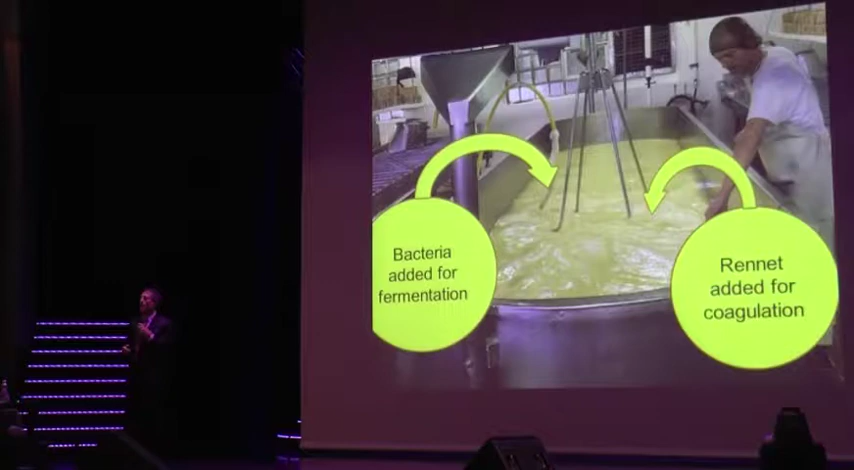 Bacteria
added for
fermentation
Rennet
added for
coagulation